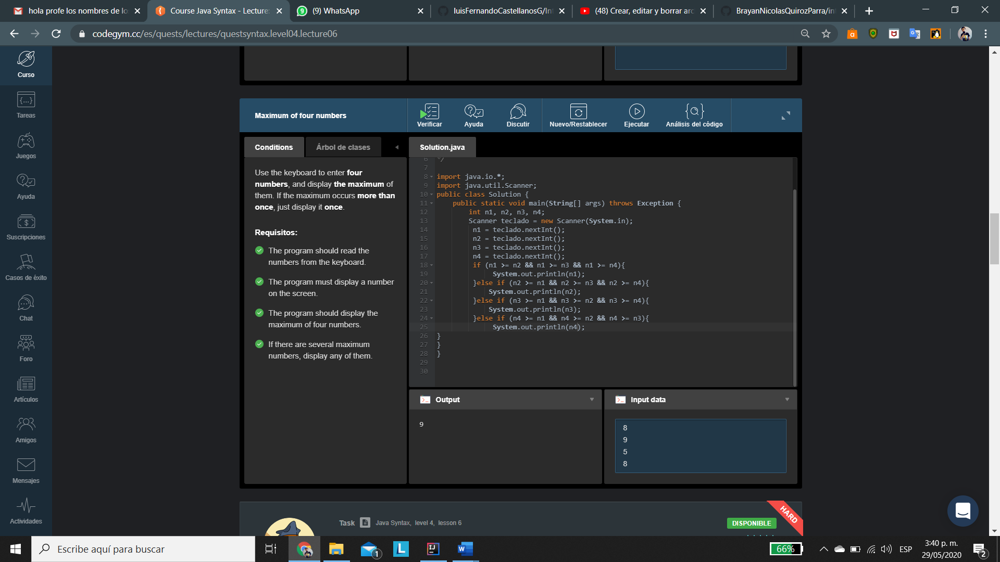 hola profe los nombres de lo
Course Java Syntax - Lecture:
(9) WhatsApp
luisFernandoCastellanosG/Int
(48) Crear, editar y borrar arc
BrayanNicolasQuirozParra/int
codegym.cc/es/quests/lectures/questsyntax.level04.lecture06
Curso
Tareas
Juegos
Ayuda
Suscripciones
Casos de éxito
Chat
Foro
Artículos
Amigos
Mensajes
Actividades
Maximum of four numbers
Verificar
Ayuda
Discutir
Nuevo/Restablecer
Ejecutar
Análisis del código
Conditions
Árbol de clases
Use the keyboard to enter four
numbers, and display the maximum of
them. If the maximum occurs more than
once, just display it once.
Requisitos:
The program should read the
numbers from the keyboard.
The program must display a number
on the screen.
The program should display the
maximum of four numbers.
If there are several maximum
numbers, display any of them.
Solution.java
6 */
7
8 import java.io.*;
9 import java.util.Scanner;
10 public class Solution {
11 public static void main(String[] args) throws Exception {
12 int n1, n2, n3, n4;
13 Scanner teclado = new Scanner(System.in);
14 n1 = teclado.nextInt();
15 n2 = teclado.nextInt();
16 n3 = teclado.nextInt();
17 n4 = teclado.nextInt();
18 if (n1 >= n2 && n1 >= n3 && n1 >= n4){
19 System.out.println(n1);
20 }else if (n2 >= n1 && n2 >= n3 && n2 >= n4){
21 System.out.println(n2);
22 }else if (n3 >= n1 && n3 >= n2 && n3 >= n4){
23 System.out.println(n3);
24 }else if (n4 >= n1 && n4 >= n2 && n4 >= n3){
25 System.out.println(n4);
26 }
27 }
28 }
29
30
Output
9
Input data
8
9
5
8
Task Java Syntax, level 4, lesson 6
DISPONIBLE
HARD
Escribe aquí para buscar
1
66%
ESP
3:40 p. m.
29/05/2020
2